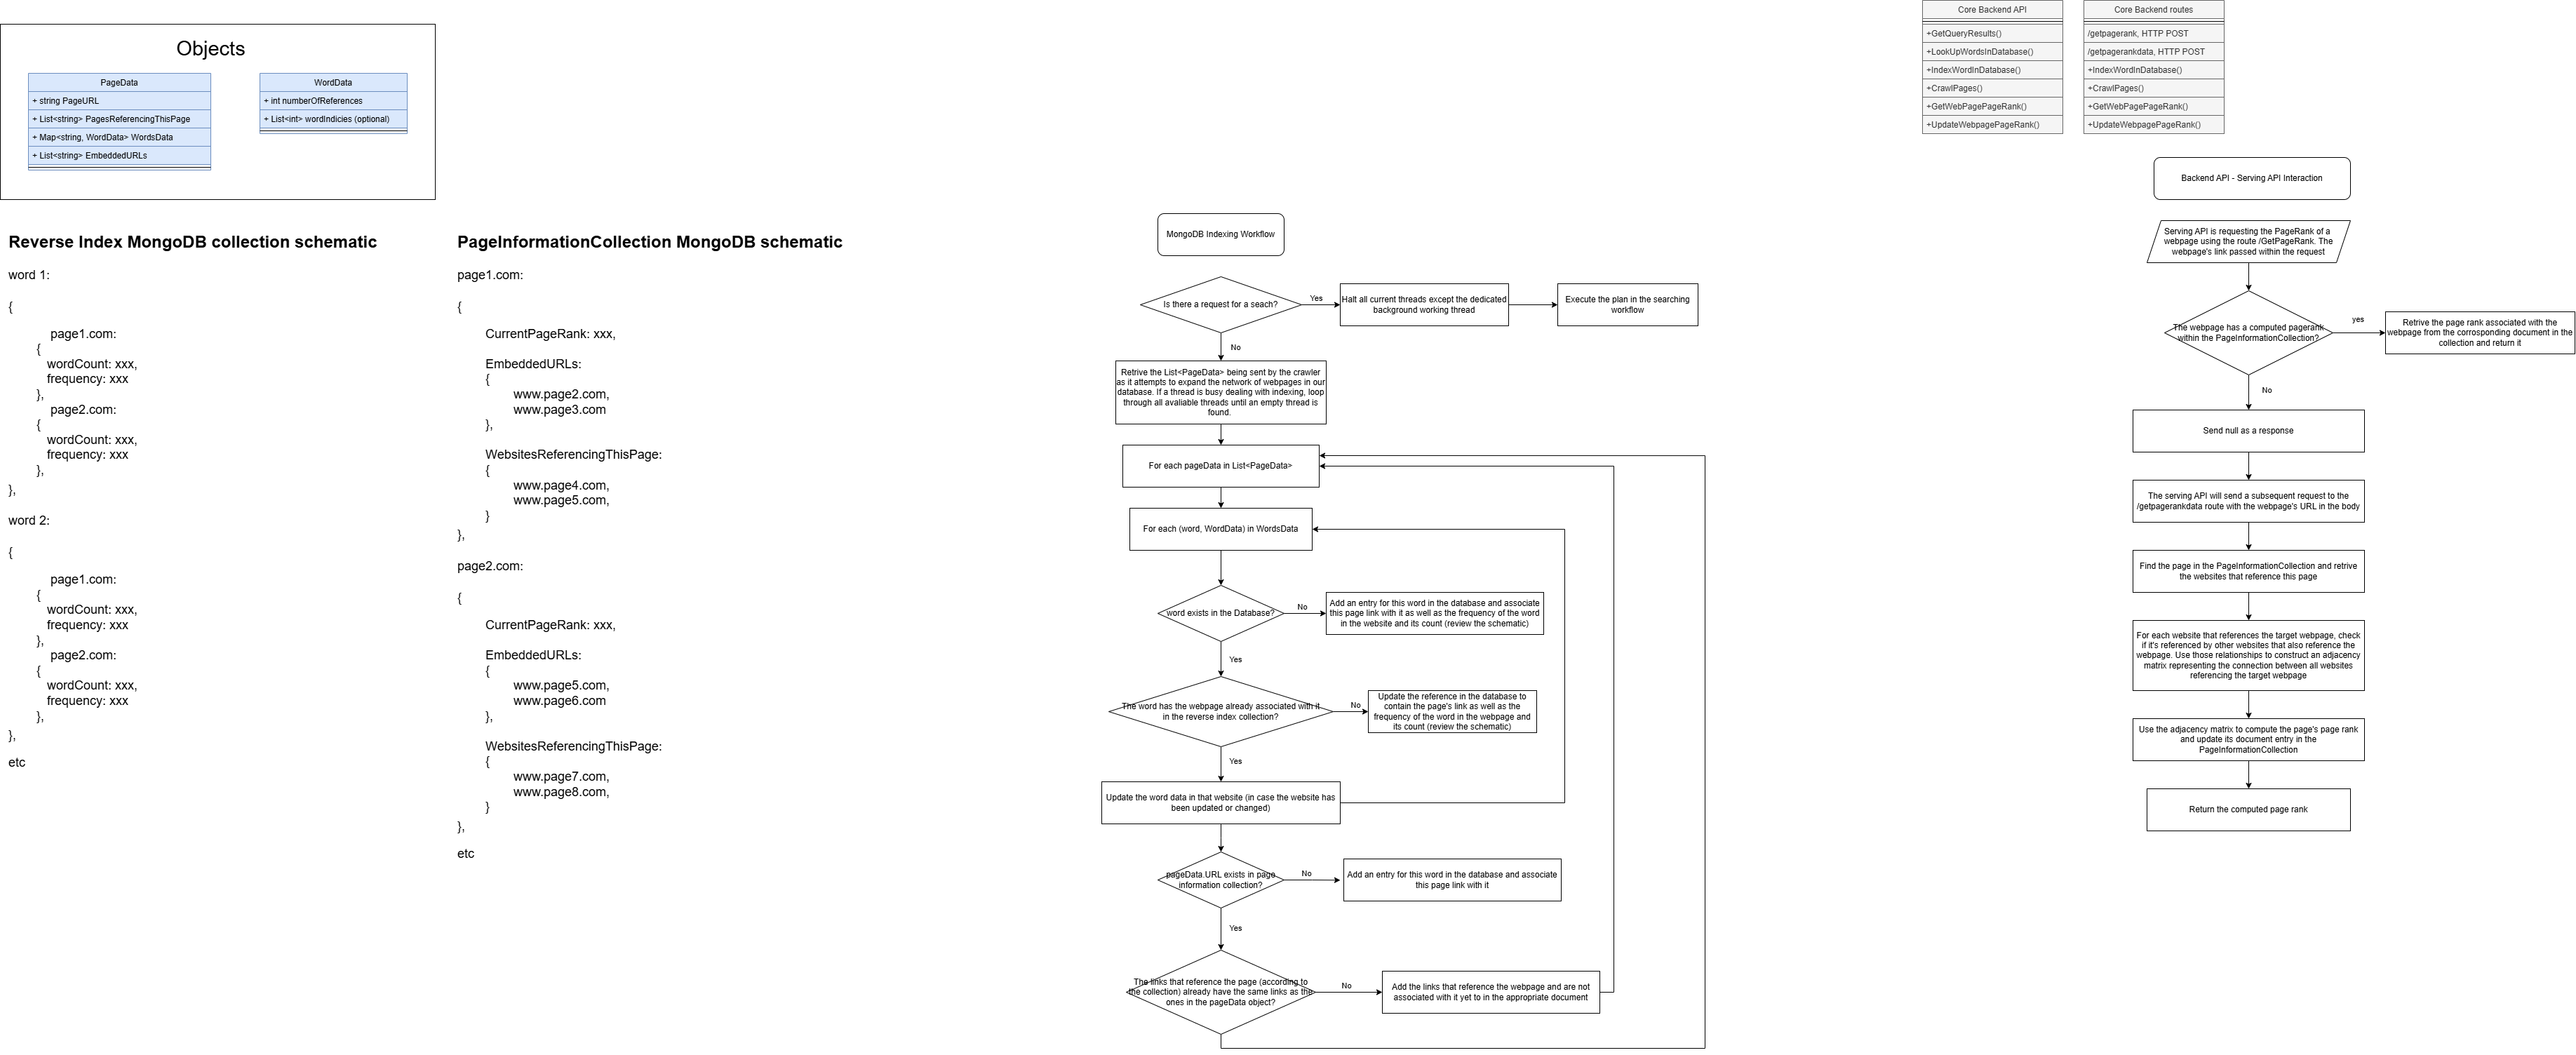 Objects
PageData
+ string PageURL
+ List<string> PagesReferencingThisPage
+ Map<string, WordData> WordsData
+ List<string> EmbeddedURLs
WordData
+ int numberOfReferences
+ List<int> wordIndicies (optional)
Reverse Index MongoDB collection schematic
word 1:
{
page1.com:
{
wordCount: xxx,
frequency: xxx
},
page2.com:
{
wordCount: xxx,
frequency: xxx
},
},
word 2:
{
page1.com:
{
wordCount: xxx,
frequency: xxx
},
page2.com:
{
wordCount: xxx,
frequency: xxx
},
},
etc
PageInformationCollection MongoDB schematic
page1.com:
{
CurrentPageRank: xxx,
EmbeddedURLs:
{
www.page2.com,
www.page3.com
},
WebsitesReferencingThisPage:
{
www.page4.com,
www.page5.com,
}
},
page2.com:
{
CurrentPageRank: xxx,
EmbeddedURLs:
{
www.page5.com,
www.page6.com
},
WebsitesReferencingThisPage:
{
www.page7.com,
www.page8.com,
}
},
etc
MongoDB Indexing Workflow
Is there a request for a seach?
Yes
Halt all current threads except the dedicated
background working thread
Execute the plan in the searching
workflow
No
Retrive the List<PageData> being sent by the crawler
as it attempts to expand the network of webpages in our
database. If a thread is busy dealing with indexing, loop
through all avaliable threads until an empty thread is
found.
For each pageData in List<PageData>
For each (word, WordData) in WordsData
word exists in the Database?
No
Add an entry for this word in the database and associate
this page link with it as well as the frequency of the word
in the website and its count (review the schematic)
Yes
The word has the webpage already associated with it
in the reverse index collection?
No
Update the reference in the database to
contain the page's link as well as the
frequency of the word in the webpage and
its count (review the schematic)
Yes
Update the word data in that website (in case the website has
been updated or changed)
pageData.URL exists in page
information collection?
No
Add an entry for this word in the database and associate
this page link with it
Yes
The links that reference the page (according to
the collection) already have the same links as the
ones in the pageData object?
No
Add the links that reference the webpage and are not
associated with it yet to in the appropriate document
Core Backend API
+GetQueryResults()
+LookUpWordsInDatabase()
+IndexWordInDatabase()
+CrawlPages()
+GetWebPagePageRank()
+UpdateWebpagePageRank()
Core Backend routes
/getpagerank, HTTP POST
/getpagerankdata, HTTP POST
+IndexWordInDatabase()
+CrawlPages()
+GetWebPagePageRank()
+UpdateWebpagePageRank()
Backend API - Serving API Interaction
Serving API is requesting the PageRank of a
webpage using the route /GetPageRank. The
webpage's link passed within the request
The webpage has a computed pagerank
within the PageInformationCollection?
yes
Retrive the page rank associated with the
webpage from the corrosponding document in the
collection and return it
No
Send null as a response
The serving API will send a subsequent request to the
/getpagerankdata route with the webpage's URL in the body
Find the page in the PageInformationCollection and retrive
the websites that reference this page
For each website that references the target webpage, check
if it's referenced by other websites that also reference the
webpage. Use those relationships to construct an adjacency
matrix representing the connection between all websites
referencing the target webpage
Use the adjacency matrix to compute the page's page rank
and update its document entry in the
PageInformationCollection
Return the computed page rank